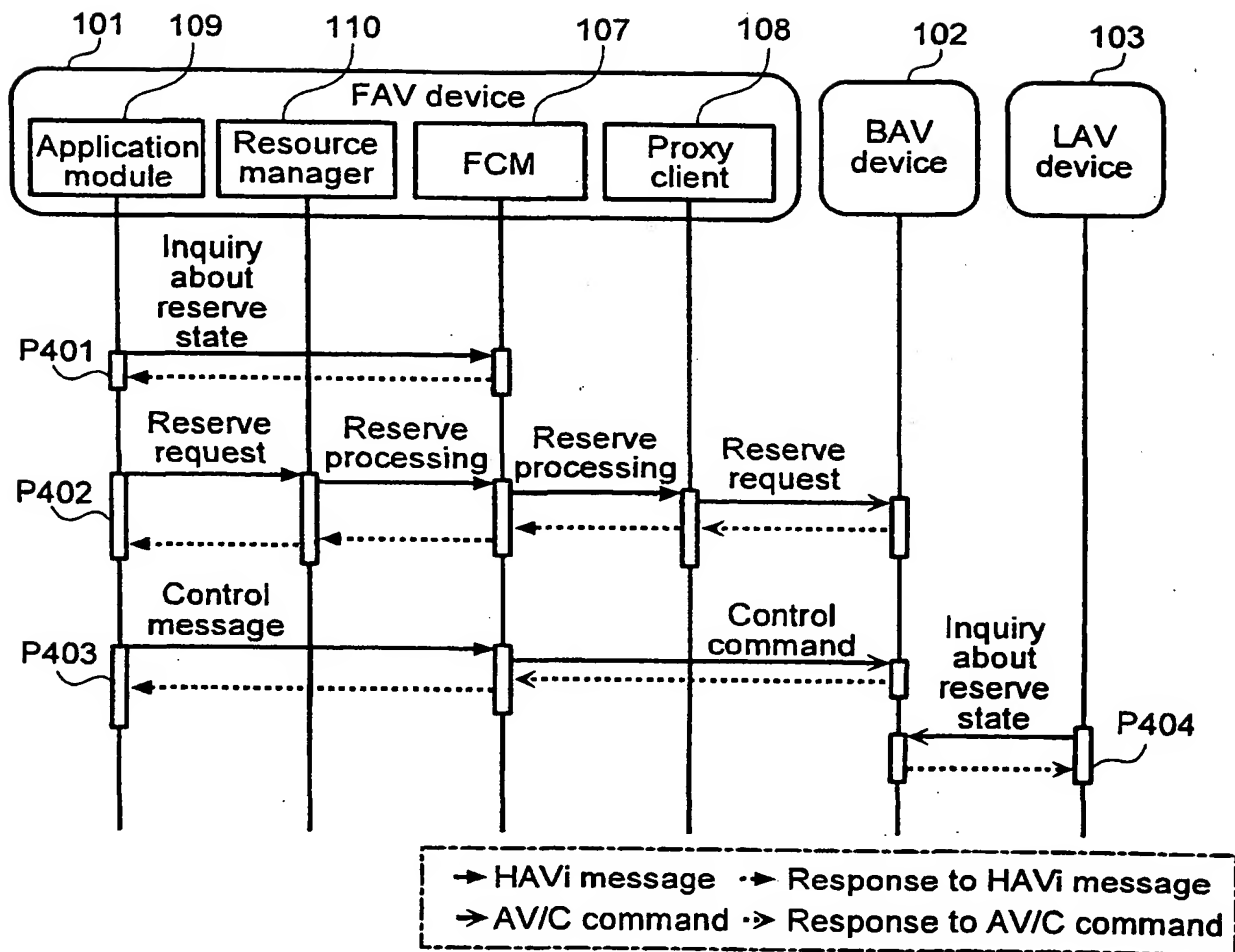 101 109 110 107 108 102 103
FAV device
Application
module
Resource
manager
FCM
Proxy
client
BAV
device
LAV
device
Inquiry
about
reserve
state
P401
Reserve
request
Reserve
processing
Reserve
processing
Reserve
request
P402
Control
message
Control
command
P403
Inquiry
about
reserve
state
P404
HAVi message Response to HAVi message
AV/C command Response to AV/C command